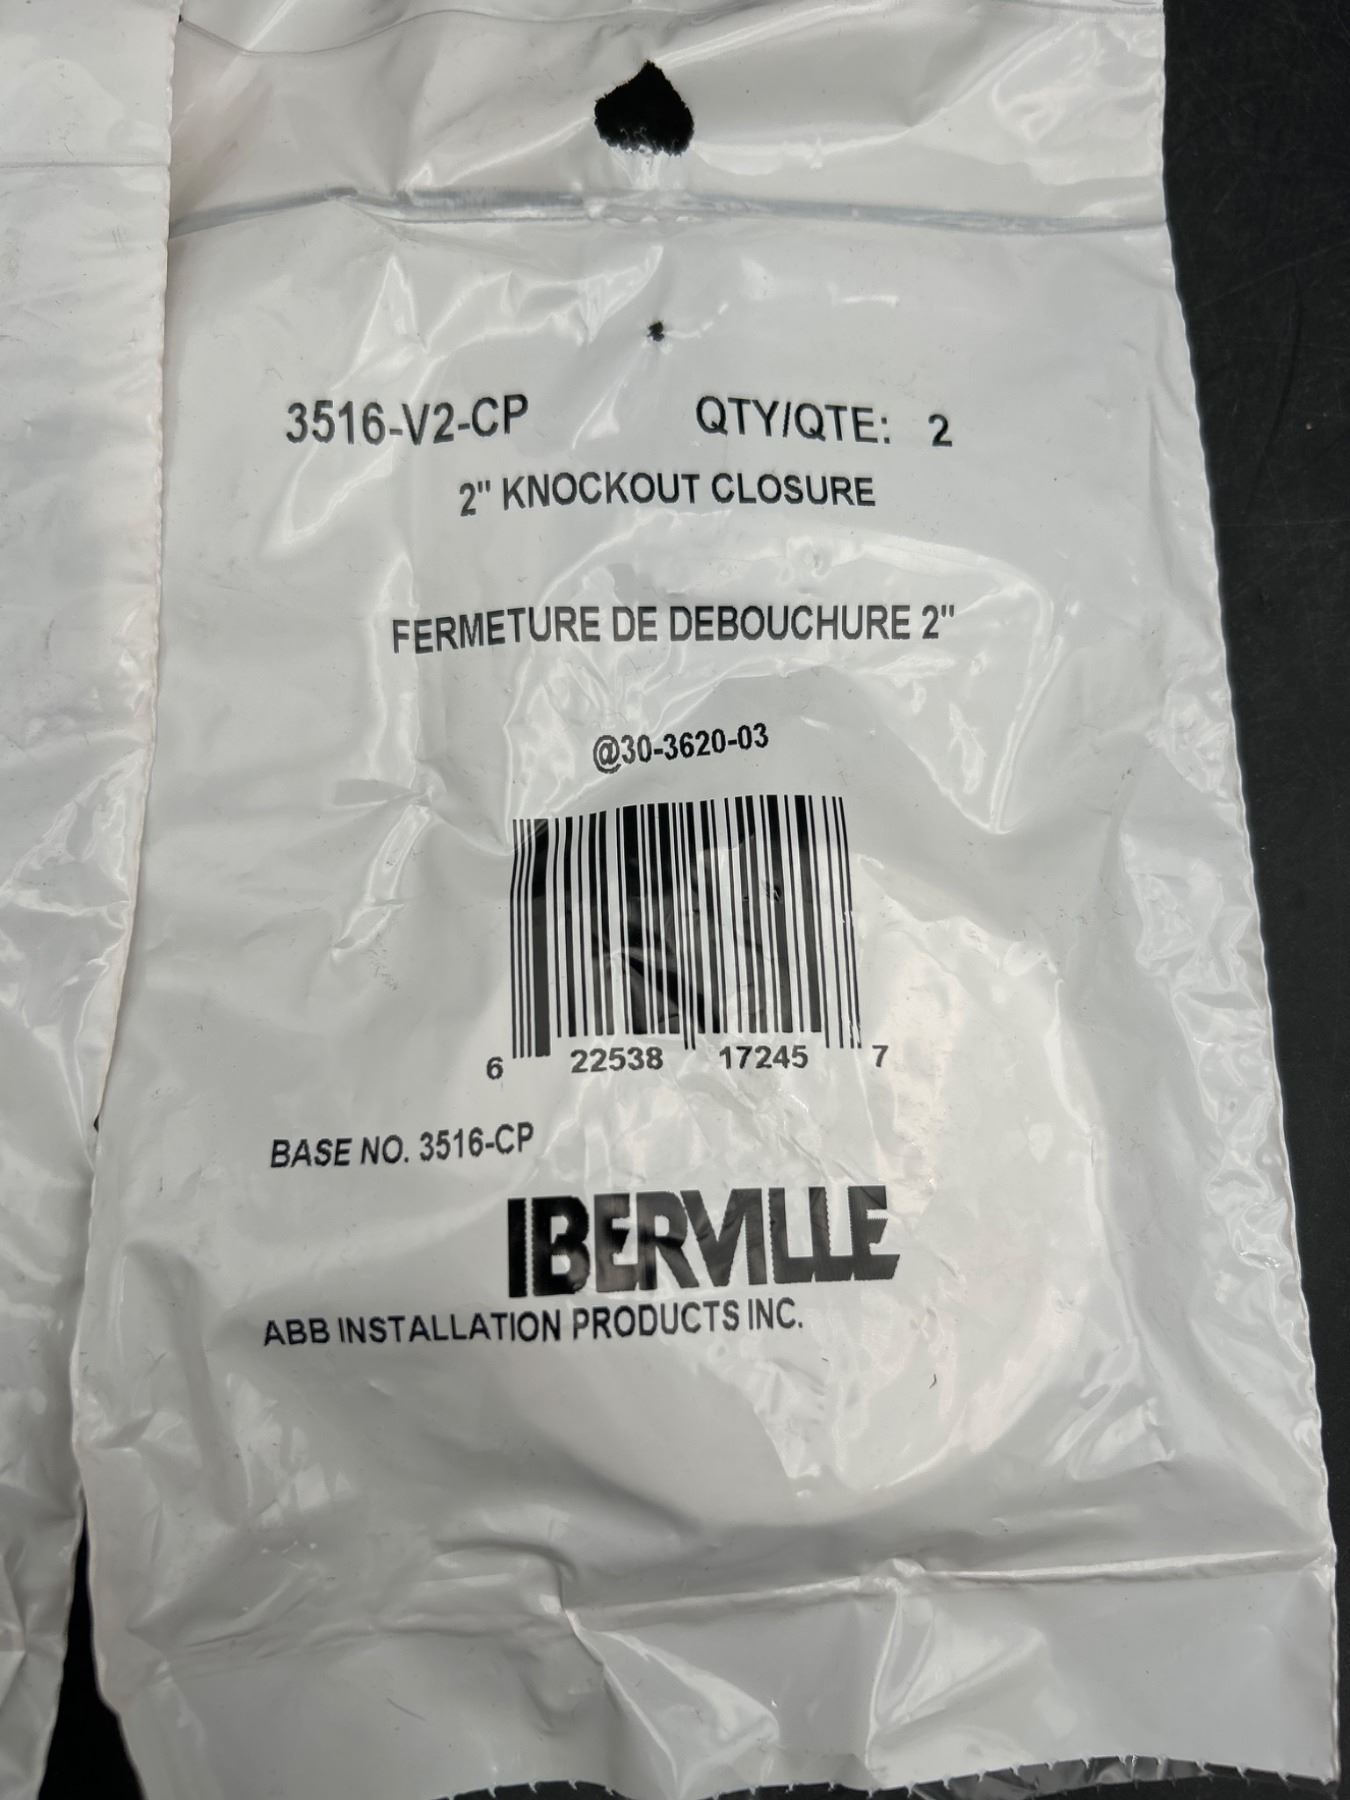 3516-V2-CP QTY/QTE: 2
2" KNOCKOUT CLOSURE
FERMETURE DE DEBOUCHURE 2"
@30-3620-03
6 22538 17245 7
BASE NO. 3516-CP
IBERVILLE
ABB INSTALLATION PRODUCTS INC.